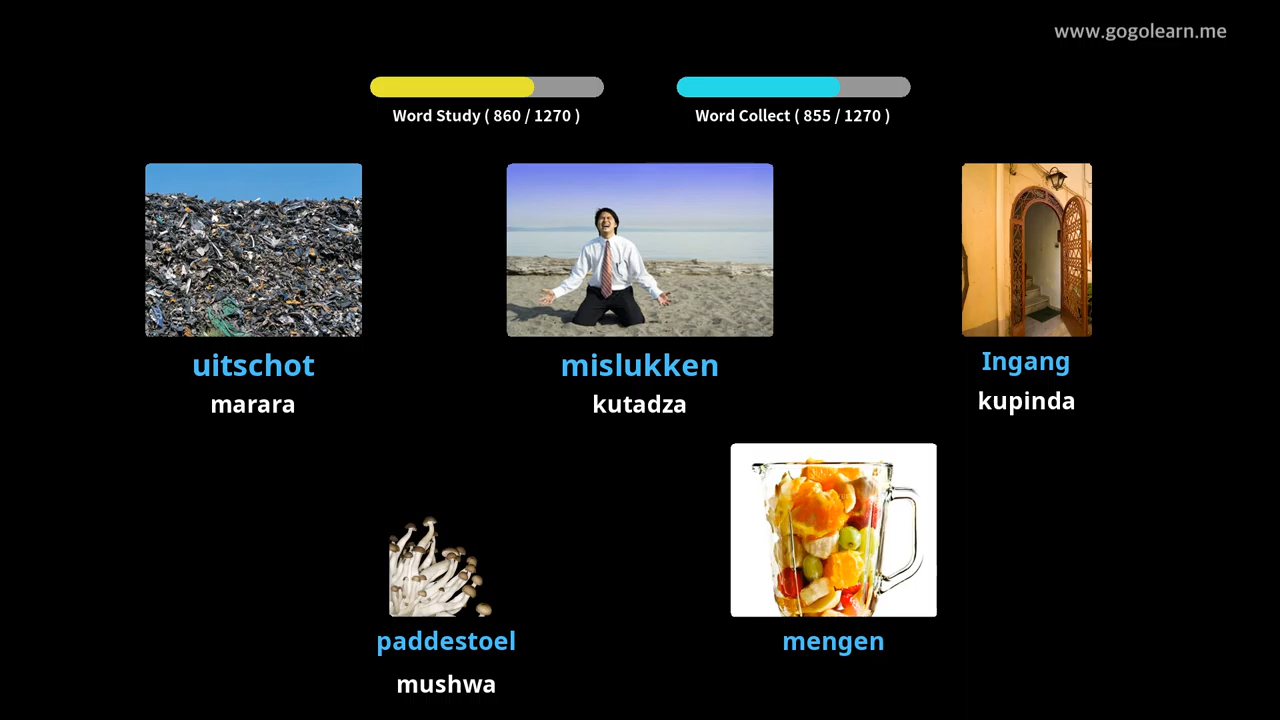 www.gogolearn.me
Word Study ( 860 / 1270 )
Word Collect ( 855 / 1270 )
uitschot
marara
mislukken
kutadza
Ingang
kupinda
paddestoel
mushwa
mengen